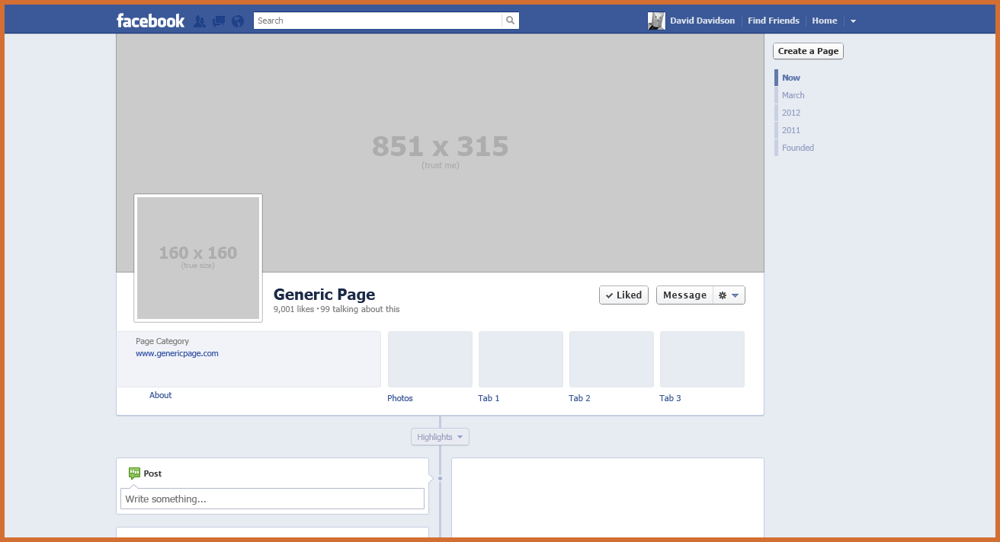 facebook
Search
David Davidson
Find Friends
Home
Create a Page
Now
March
2012
2011
Founded
851 x 315
(trust me)
160 x 160
(true size)
Generic Page
9,001 likes · 99 talking about this
Liked
Message
Page Category
www.genericpage.com
About
Photos
Tab 1
Tab 2
Tab 3
Highlights
Post
Write something...